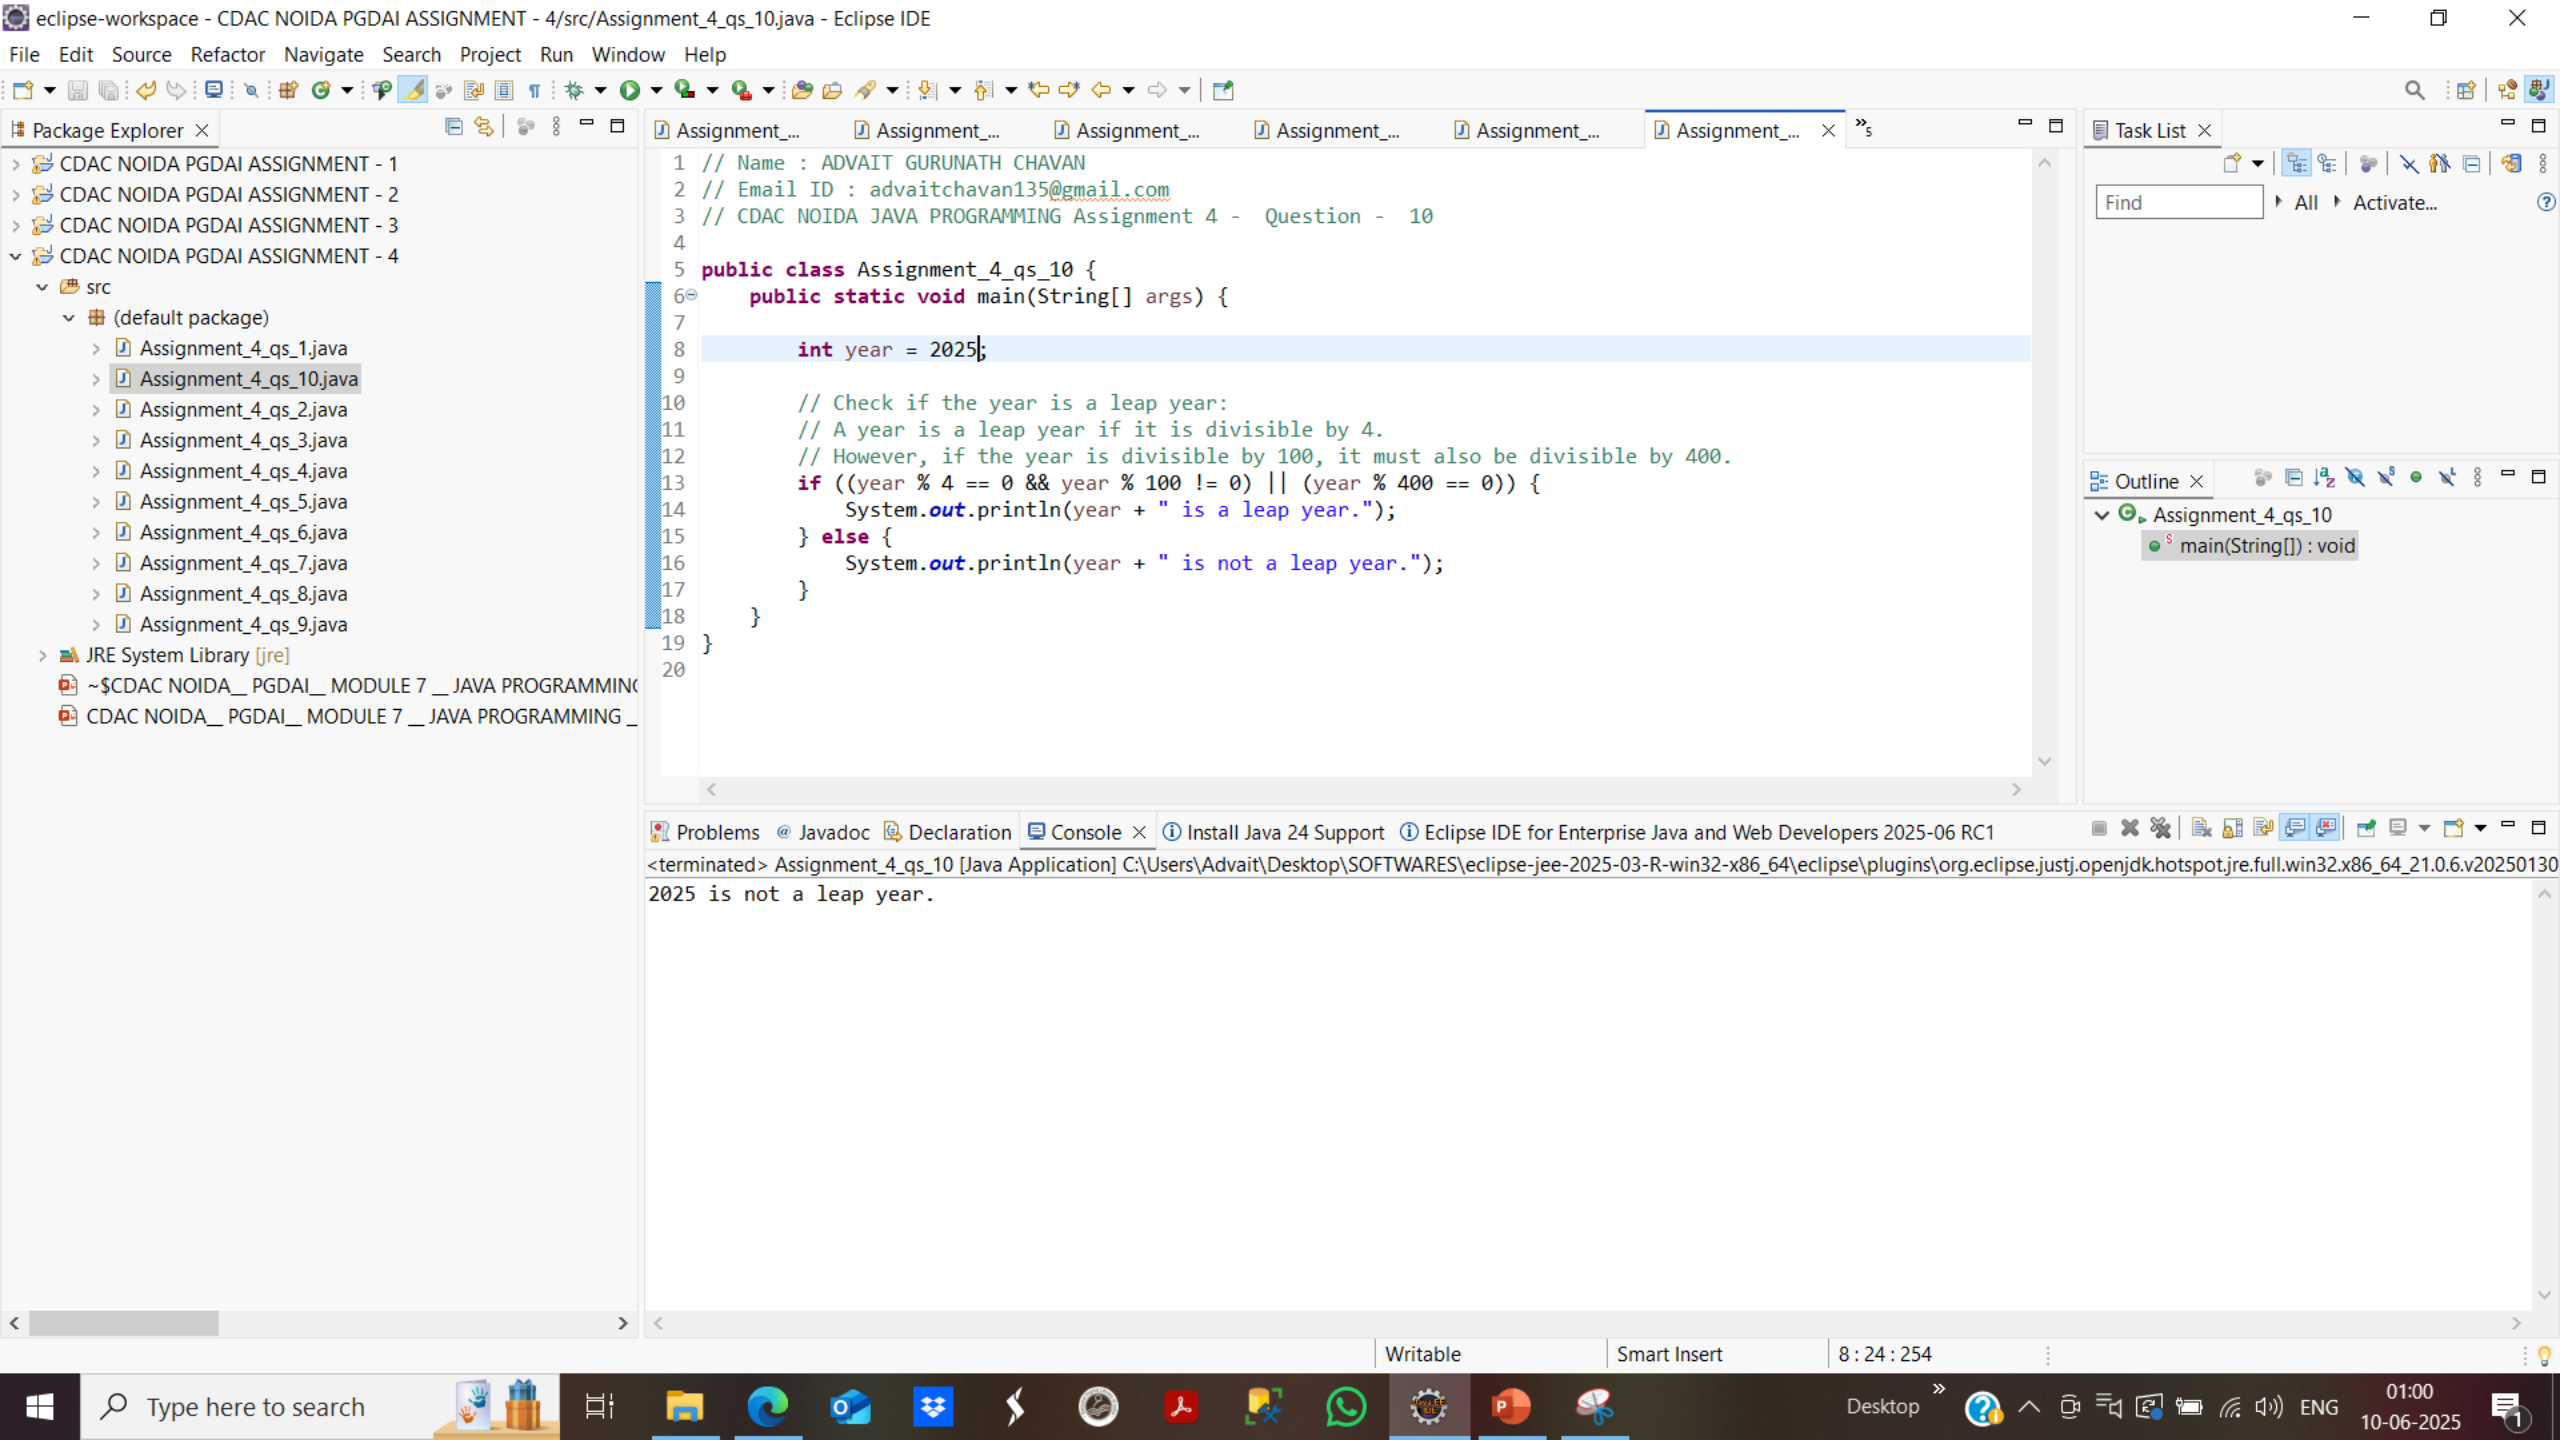 eclipse-workspace - CDAC NOIDA PGDAI ASSIGNMENT - 4/src/Assignment_4_qs_10.java - Eclipse IDE
File Edit Source Refactor Navigate Search Project Run Window Help
Package Explorer
CDAC NOIDA PGDAI ASSIGNMENT - 1
CDAC NOIDA PGDAI ASSIGNMENT - 2
CDAC NOIDA PGDAI ASSIGNMENT - 3
CDAC NOIDA PGDAI ASSIGNMENT - 4
src
(default package)
Assignment_4_qs_1.java
Assignment_4_qs_10.java
Assignment_4_qs_2.java
Assignment_4_qs_3.java
Assignment_4_qs_4.java
Assignment_4_qs_5.java
Assignment_4_qs_6.java
Assignment_4_qs_7.java
Assignment_4_qs_8.java
Assignment_4_qs_9.java
JRE System Library [jre]
~$CDAC NOIDA__ PGDAI__ MODULE 7 __ JAVA PROGRAMMING
CDAC NOIDA__ PGDAI__ MODULE 7 __ JAVA PROGRAMMING _
Assignment_... Assignment_... Assignment_... Assignment_... Assignment_... Assignment_... »5
1 // Name : ADVAIT GURUNATH CHAVAN
2 // Email ID : advaitchavan135@gmail.com
3 // CDAC NOIDA JAVA PROGRAMMING Assignment 4 -  Question -  10
4
5 public class Assignment_4_qs_10 {
6     public static void main(String[] args) {
7
8         int year = 2025;
9
10         // Check if the year is a leap year:
11         // A year is a leap year if it is divisible by 4.
12         // However, if the year is divisible by 100, it must also be divisible by 400.
13         if ((year % 4 == 0 && year % 100 != 0) || (year % 400 == 0)) {
14             System.out.println(year + " is a leap year.");
15         } else {
16             System.out.println(year + " is not a leap year.");
17         }
18     }
19 }
20
Task List
Find All Activate...
Outline
Assignment_4_qs_10
main(String[]) : void
Problems Javadoc Declaration Console Install Java 24 Support Eclipse IDE for Enterprise Java and Web Developers 2025-06 RC1
<terminated> Assignment_4_qs_10 [Java Application] C:\Users\Advait\Desktop\SOFTWARES\eclipse-jee-2025-03-R-win32-x86_64\eclipse\plugins\org.eclipse.justj.openjdk.hotspot.jre.full.win32.x86_64_21.0.6.v20250130
2025 is not a leap year.
Writable Smart Insert 8 : 24 : 254
Type here to search
Desktop » ENG
01:00
10-06-2025
1